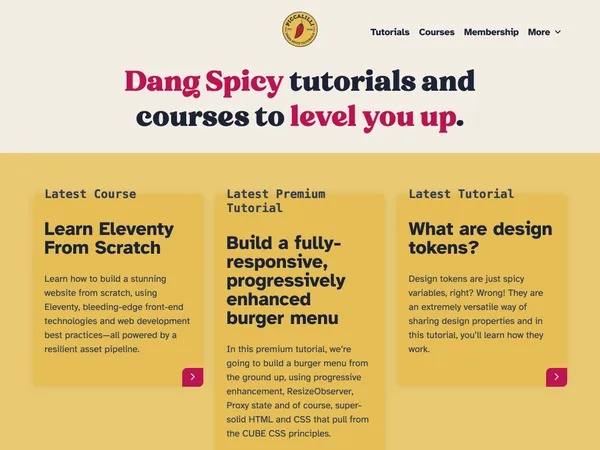 PICCALILLI
Tutorials Courses Membership More
Dang Spicy tutorials and
courses to level you up.
Latest Course
Learn Eleventy
From Scratch
Learn how to build a stunning
website from scratch, using
Eleventy, bleeding-edge front-end
technologies and web development
best practices—all powered by a
resilient asset pipeline.
Latest Premium
Tutorial
Build a fully-
responsive,
progressively
enhanced
burger menu
In this premium tutorial, we’re
going to build a burger menu from
the ground up, using progressive
enhancement, ResizeObserver,
Proxy state and of course, super-
solid HTML and CSS that pull from
the CUBE CSS principles.
Latest Tutorial
What are design
tokens?
Design tokens are just spicy
variables, right? Wrong! They are
an extremely versatile way of
sharing design properties and in
this tutorial, you’ll learn how they
work.